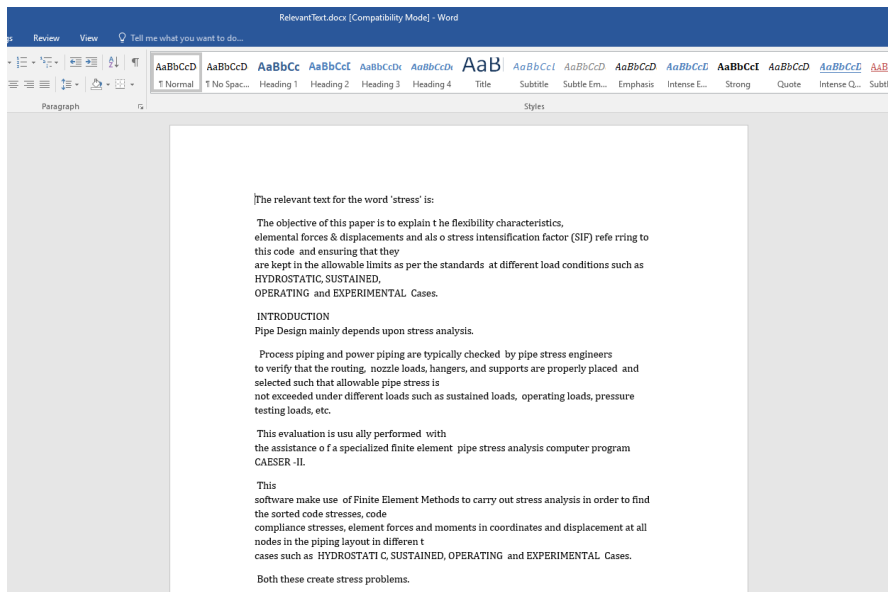 RelevantText.docx [Compatibility Mode] - Word
Review View Tell me what you want to do...
AaBbCcD AaBbCcD AaBbCc AaBbCcE AaBbCcDc AaBbCcDc AaB AaBbCcL AaBbCcD AaBbCcD AaBbCcD AaBbCcI AaBbCcD AaBbCcD AaB
¶ Normal ¶ No Spac... Heading 1 Heading 2 Heading 3 Heading 4 Title Subtitle Subtle Em... Emphasis Intense E... Strong Quote Intense Q... Subtl
Paragraph Styles
The relevant text for the word 'stress' is:
The objective of this paper is to explain t he flexibility characteristics,
elemental forces & displacements and als o stress intensification factor (SIF) refe rring to
this code and ensuring that they
are kept in the allowable limits as per the standards at different load conditions such as
HYDROSTATIC, SUSTAINED,
OPERATING and EXPERIMENTAL Cases.
INTRODUCTION
Pipe Design mainly depends upon stress analysis.
Process piping and power piping are typically checked by pipe stress engineers
to verify that the routing, nozzle loads, hangers, and supports are properly placed and
selected such that allowable pipe stress is
not exceeded under different loads such as sustained loads, operating loads, pressure
testing loads, etc.
This evaluation is usu ally performed with
the assistance o f a specialized finite element pipe stress analysis computer program
CAESER -II.
This
software make use of Finite Element Methods to carry out stress analysis in order to find
the sorted code stresses, code
compliance stresses, element forces and moments in coordinates and displacement at all
nodes in the piping layout in differen t
cases such as HYDROSTATI C, SUSTAINED, OPERATING and EXPERIMENTAL Cases.
Both these create stress problems.